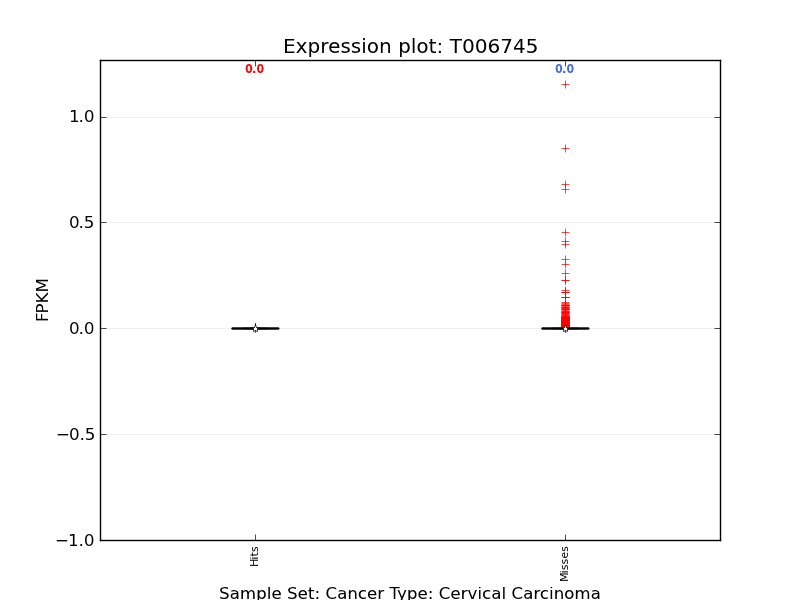 Expression plot: T006745
0.0
0.0
1.0
0.5
0.0
−0.5
−1.0
FPKM
Hits
Misses
Sample Set: Cancer Type: Cervical Carcinoma